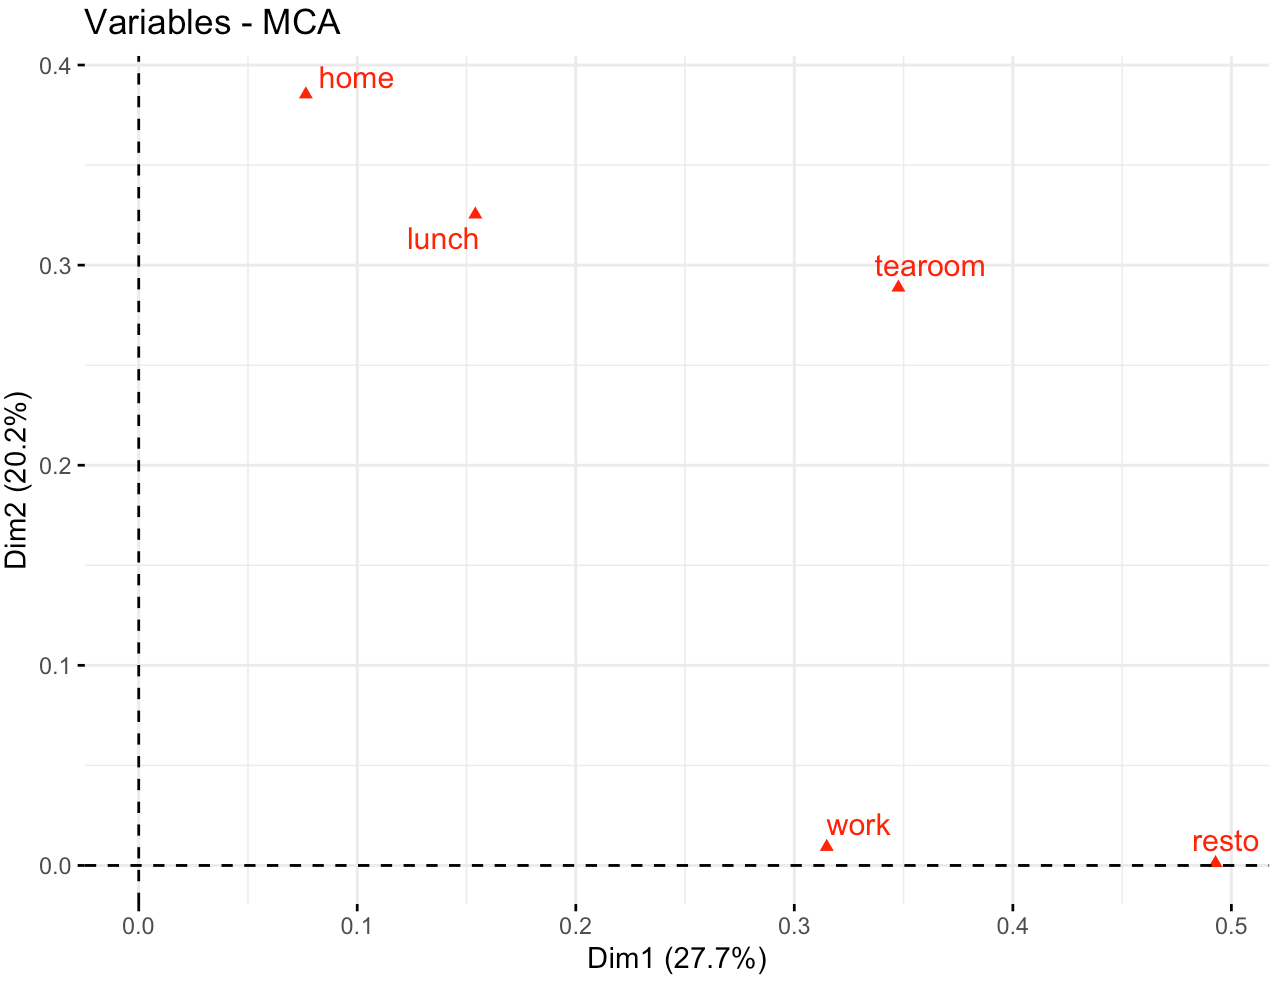 Variables - MCA
0.4
home
lunch
0.3
tearoom
Dim2 (20.2%)
0.2
0.1
work
resto
0.0
0.0 0.1 0.2 0.3 0.4 0.5
Dim1 (27.7%)